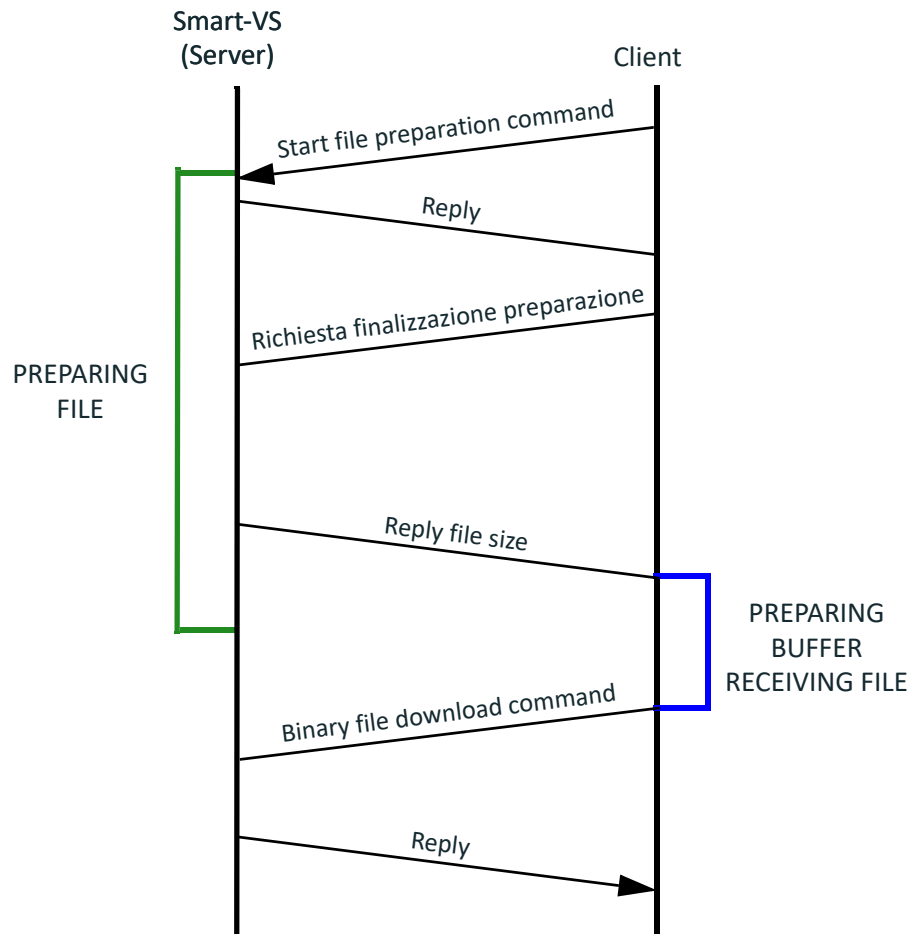 Smart-VS
(Server)
Client
Start file preparation command
Reply
Richiesta finalizzazione preparazione
PREPARING
FILE
Reply file size
PREPARING
BUFFER
RECEIVING FILE
Binary file download command
Reply